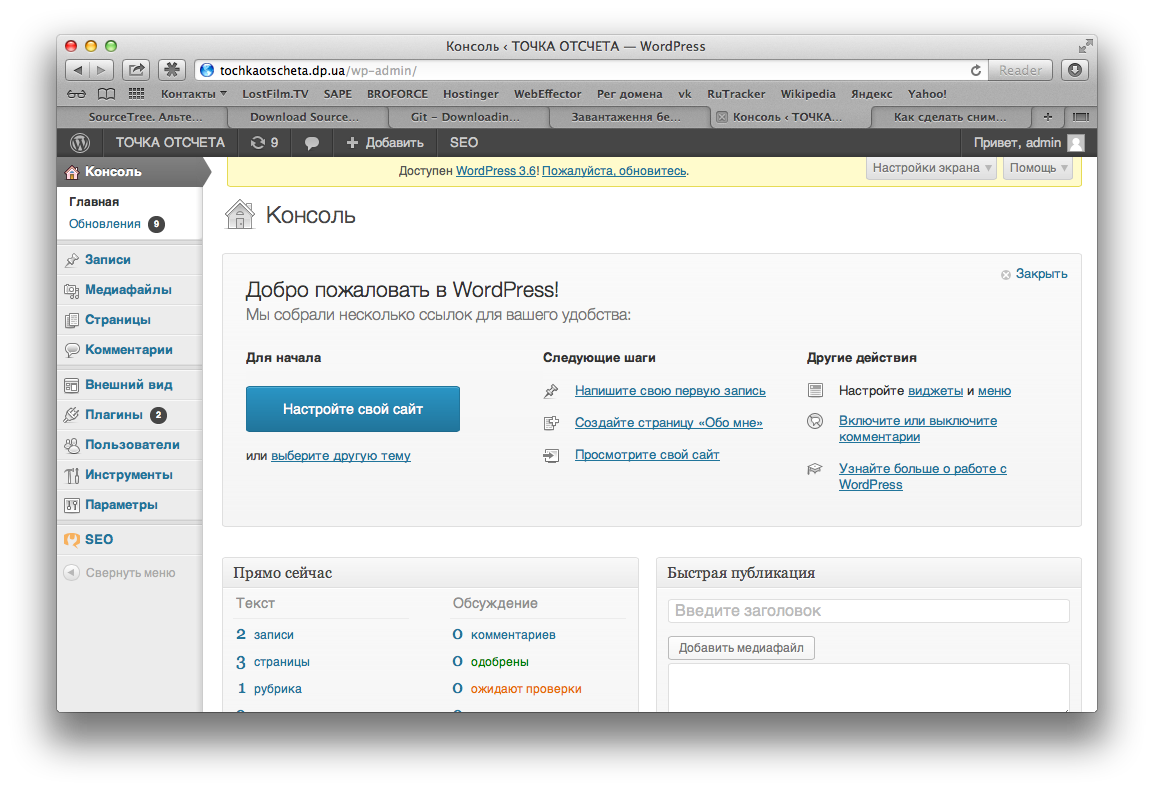 Консоль ‹ ТОЧКА ОТСЧЕТА — WordPress
tochkaotscheta.dp.ua/wp-admin/
Reader
Контакты LostFilm.TV SAPE BROFORCE Hostinger WebEffector Рег домена vk RuTracker Wikipedia Яндекс Yahoo!
SourceTree. Альте... Download Source... Git – Downloadin... Завантаження бе... Консоль ‹ ТОЧКА... Как сделать сним...
ТОЧКА ОТСЧЕТА 9 + Добавить SEO Привет, admin
Консоль
Главная
Обновления 9
Записи
Медиафайлы
Страницы
Комментарии
Внешний вид
Плагины 2
Пользователи
Инструменты
Параметры
SEO
Свернуть меню
Доступен WordPress 3.6! Пожалуйста, обновитесь.
Настройки экрана Помощь
Консоль
Закрыть
Добро пожаловать в WordPress!
Мы собрали несколько ссылок для вашего удобства:
Для начала
Настройте свой сайт
или выберите другую тему
Следующие шаги
Напишите свою первую запись
Создайте страницу «Обо мне»
Просмотрите свой сайт
Другие действия
Настройте виджеты и меню
Включите или выключите
комментарии
Узнайте больше о работе с
WordPress
Прямо сейчас
Текст Обсуждение
2 записи 0 комментариев
3 страницы 0 одобрены
1 рубрика 0 ожидают проверки
Быстрая публикация
Введите заголовок
Добавить медиафайл